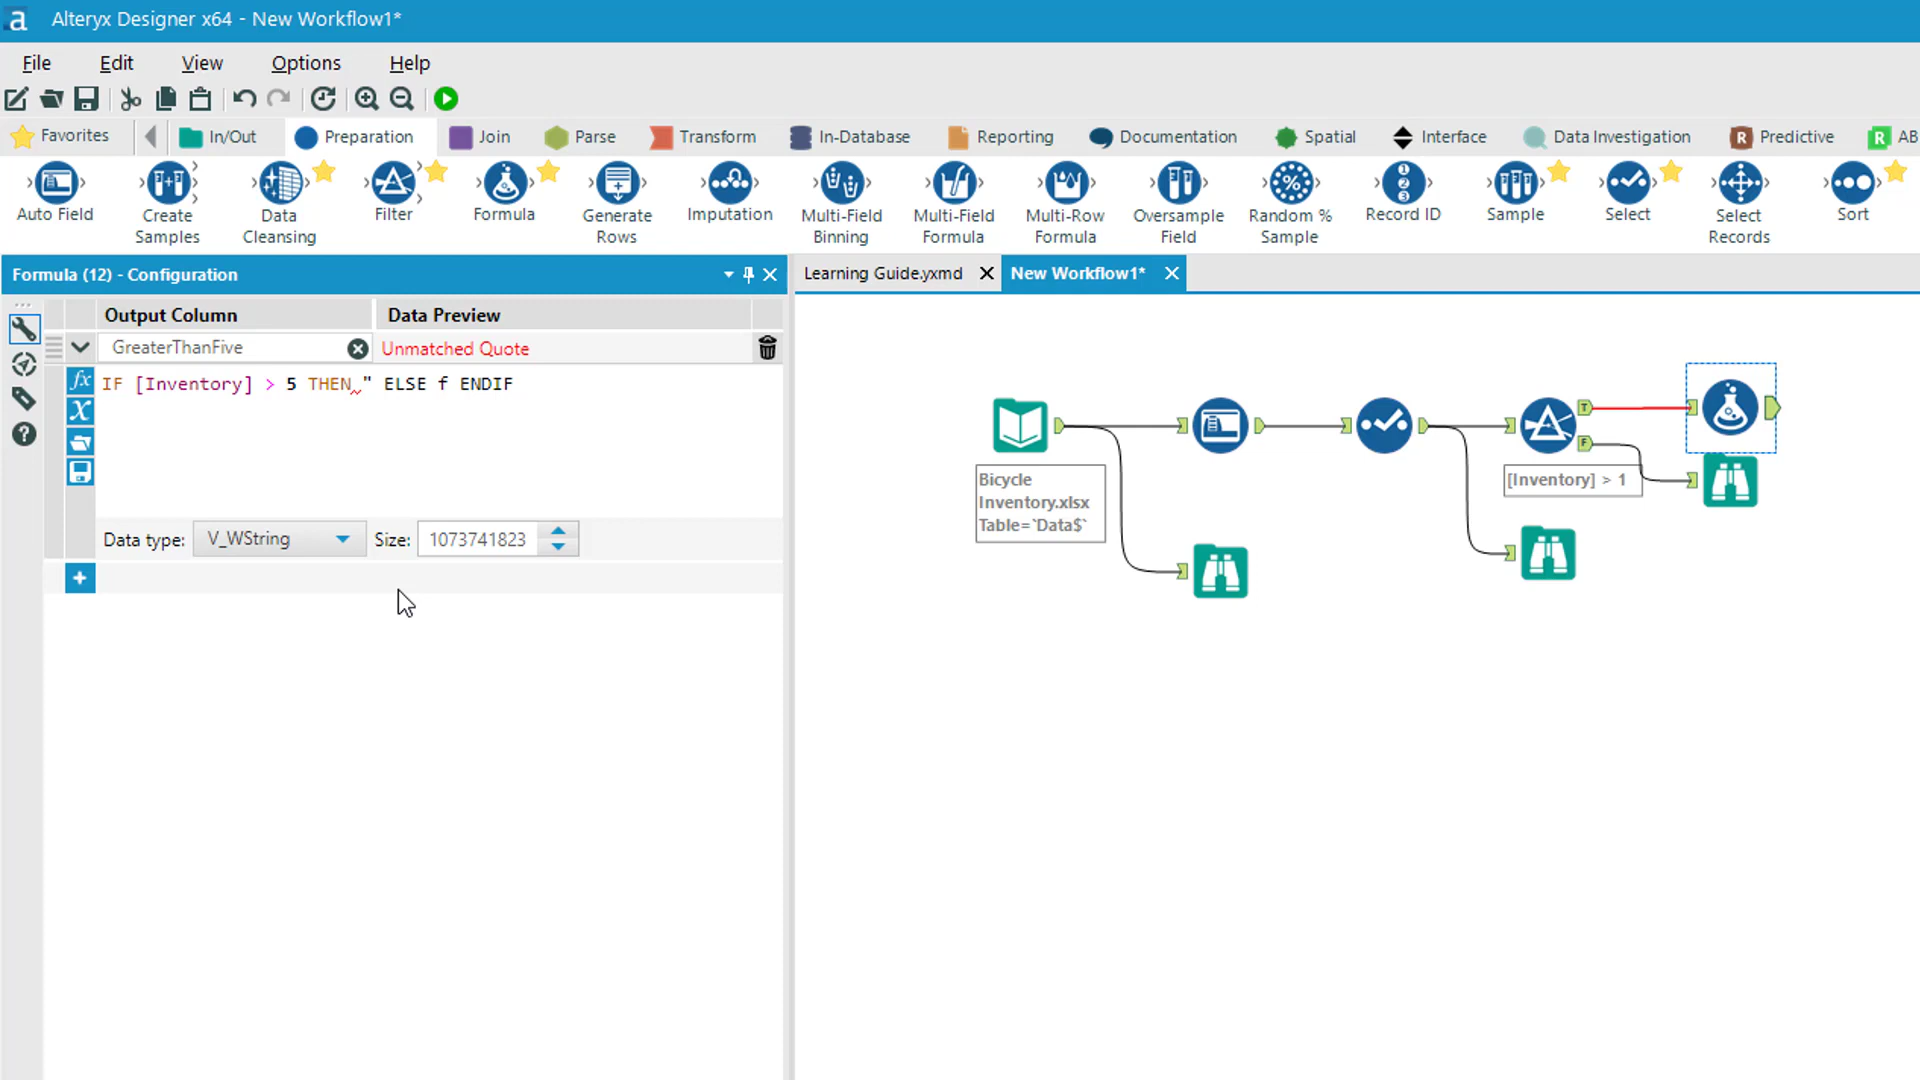 a Alteryx Designer x64 - New Workflow1*
File Edit View Options Help
Favorites In/Out Preparation Join Parse Transform In-Database Reporting Documentation Spatial Interface Data Investigation R Predictive R AB
Auto Field Create Samples Data Cleansing Filter Formula Generate Rows Imputation Multi-Field Binning Multi-Field Formula Multi-Row Formula Oversample Field Random % Sample Record ID Sample Select Select Records Sort
Formula (12) - Configuration
Learning Guide.yxmd New Workflow1*
Output Column Data Preview
GreaterThanFive Unmatched Quote
IF [Inventory] > 5 THEN " ELSE f ENDIF
Data type: V_WString Size: 1073741823
Bicycle
Inventory.xlsx
Table=`Data$`
T
F
[Inventory] > 1